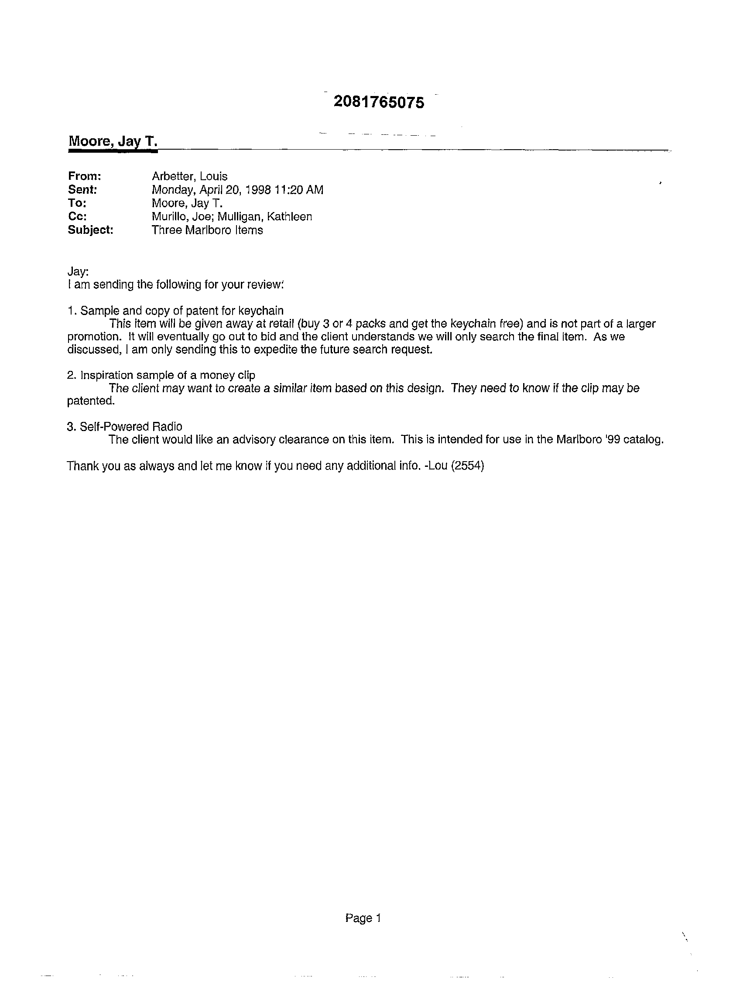 2081765075
Moore, Jay T.
From: Arbetter, Louis
Sent: Monday, April 20, 1998 11:20 AM
To: Moore, Jay T.
Cc: Murillo, Joe; Mulligan, Kathleen
Subject: Three Marlboro Items
Jay:
I am sending the following for your review:
1. Sample and copy of patent for keychain
This item will be given away at retail (buy 3 or 4 packs and get the keychain free) and is not part of a larger
promotion. It will eventually go out to bid and the client understands we will only search the final item. As we
discussed, I am only sending this to expedite the future search request.
2. Inspiration sample of a money clip
The client may want to create a similar item based on this design. They need to know if the clip may be
patented.
3. Self-Powered Radio
The client would like an advisory clearance on this item. This is intended for use in the Marlboro '99 catalog.
Thank you as always and let me know if you need any additional info. -Lou (2554)
Page 1